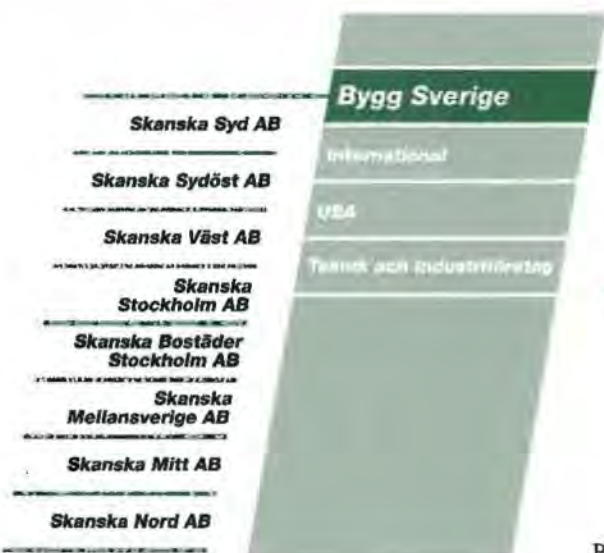 Bygg Sverige
International
USA
Teknik och Industriföretag
Skanska Syd AB
Skanska Sydöst AB
Skanska Väst AB
Skanska
Stockholm AB
Skanska Bostäder
Stockholm AB
Skanska
Mellansverige AB
Skanska Mitt AB
Skanska Nord AB